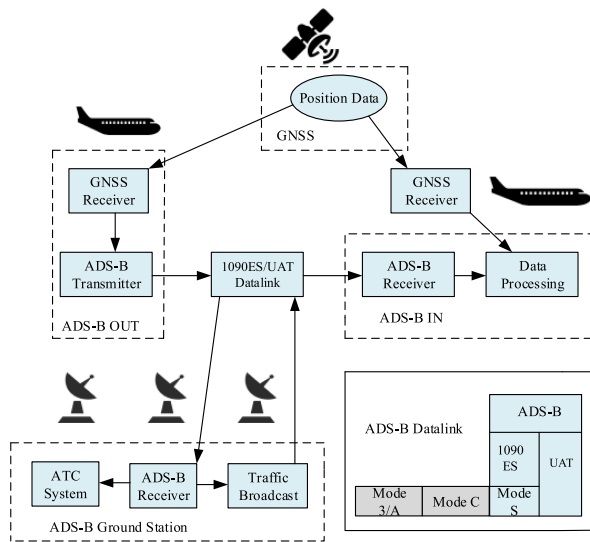 Position Data
GNSS
GNSS
Receiver
GNSS
Receiver
ADS-B
Transmitter
1090ES/UAT
Datalink
ADS-B
Receiver
Data
Processing
ADS-B OUT
ADS-B IN
ATC
System
ADS-B
Receiver
Traffic
Broadcast
ADS-B Ground Station
ADS-B Datalink
ADS-B
1090
ES
UAT
Mode
3/A
Mode C
Mode
S